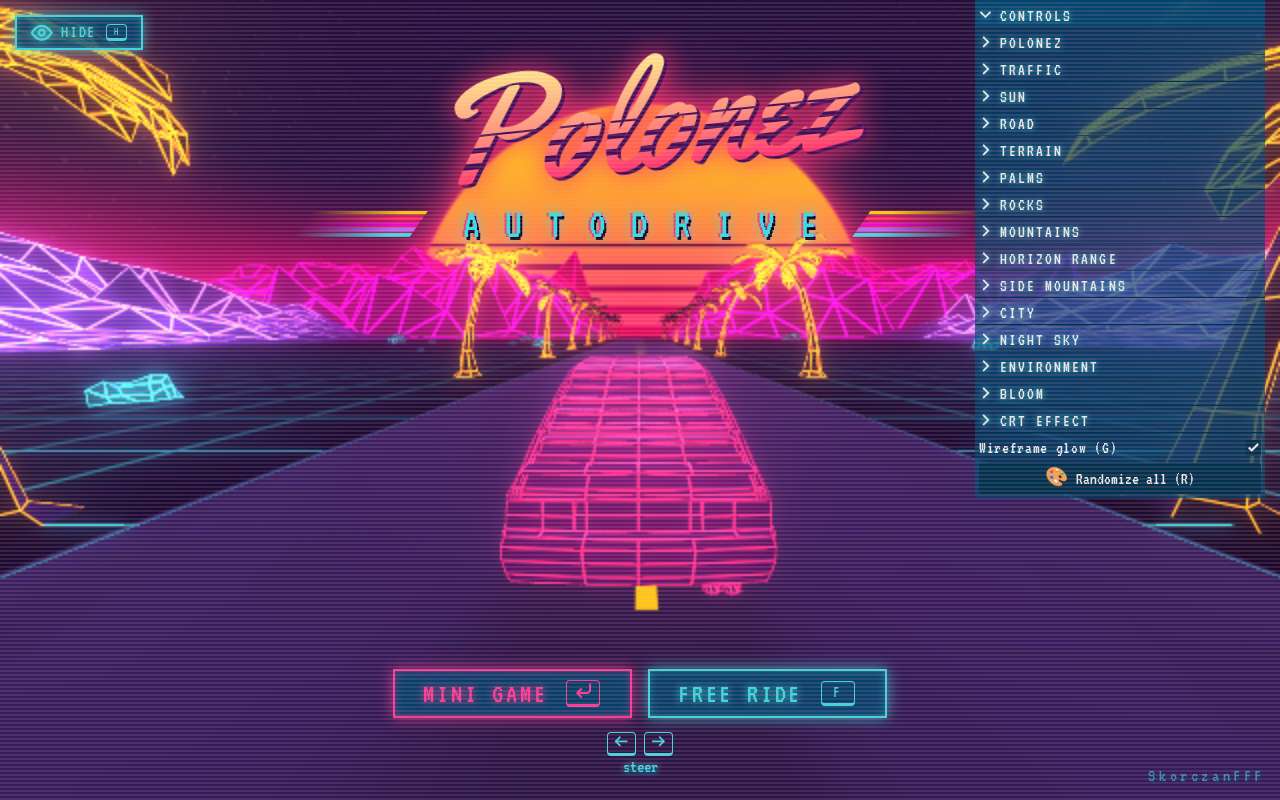 HIDE H
Polonez
AUTODRIVE
CONTROLS
POLONEZ
TRAFFIC
SUN
ROAD
TERRAIN
PALMS
ROCKS
MOUNTAINS
HORIZON RANGE
SIDE MOUNTAINS
CITY
NIGHT SKY
ENVIRONMENT
BLOOM
CRT EFFECT
Wireframe glow (G)
Randomize all (R)
MINI GAME
FREE RIDE F
steer
SkorczanFFF